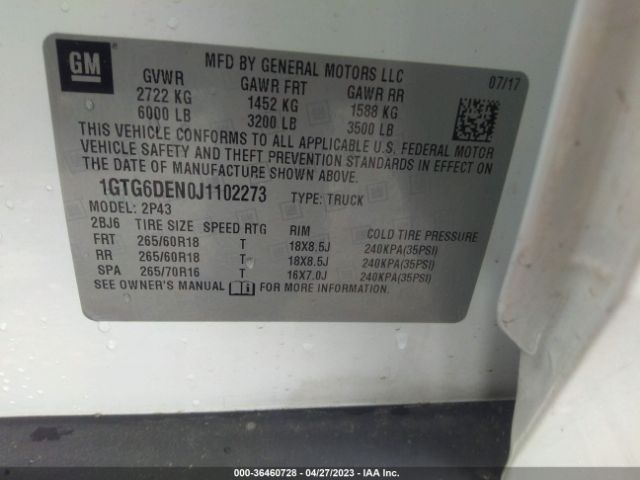 GM
MFD BY GENERAL MOTORS LLC
07/17
GVWR GAWR FRT GAWR RR
2722 KG 1452 KG 1588 KG
6000 LB 3200 LB 3500 LB
THIS VEHICLE CONFORMS TO ALL APPLICABLE U.S. FEDERAL MOTOR
VEHICLE SAFETY AND THEFT PREVENTION STANDARDS IN EFFECT ON
THE DATE OF MANUFACTURE SHOWN ABOVE.
1GTG6DEN0J1102273 TYPE: TRUCK
MODEL: 2P43
2BJ6 TIRE SIZE SPEED RTG RIM COLD TIRE PRESSURE
FRT 265/60R18 T 18X8.5J 240KPA(35PSI)
RR 265/60R18 T 18X8.5J 240KPA(35PSI)
SPA 265/70R16 T 16X7.0J 240KPA(35PSI)
SEE OWNER'S MANUAL i FOR MORE INFORMATION.
000-36460728 - 04/27/2023 - IAA Inc.